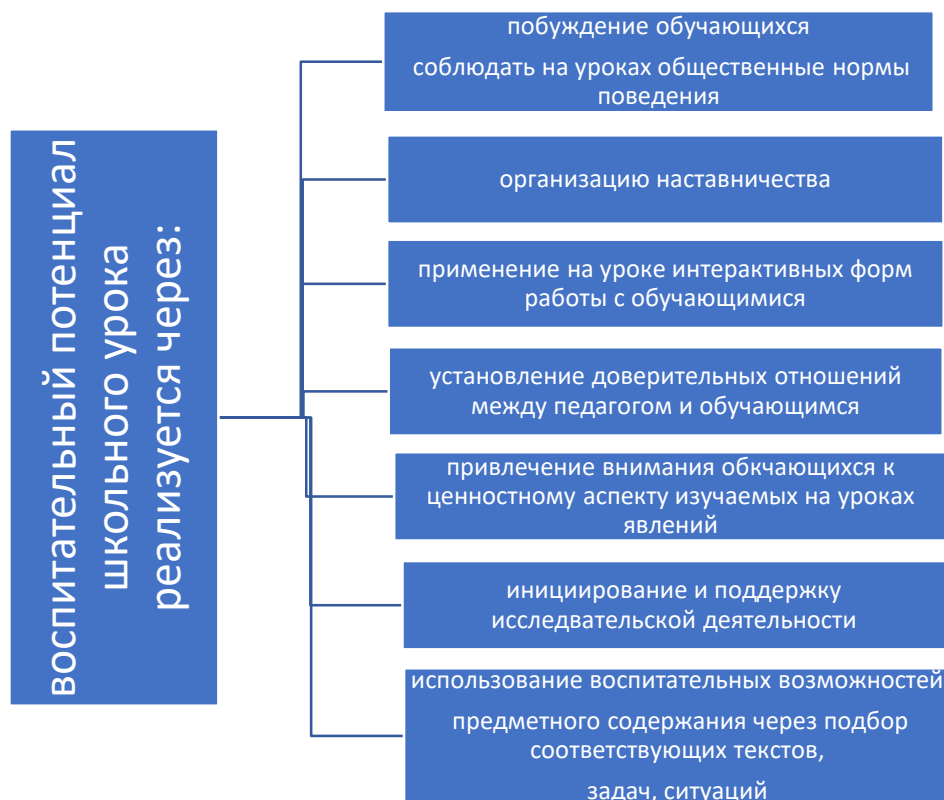 воспитательный потенциал
школьного урока
реализуется через:
побуждение обучающихся
соблюдать на уроках общественные нормы
поведения
организацию наставничества
применение на уроке интерактивных форм
работы с обучающимися
установление доверительных отношений
между педагогом и обучающимся
привлечение внимания обкчающихся к
ценностному аспекту изучаемых на уроках
явлений
инициирование и поддержку
исследвательской деятельности
использование воспитательных возможностей
предметного содержания через подбор
соответствующих текстов,
задач, ситуаций